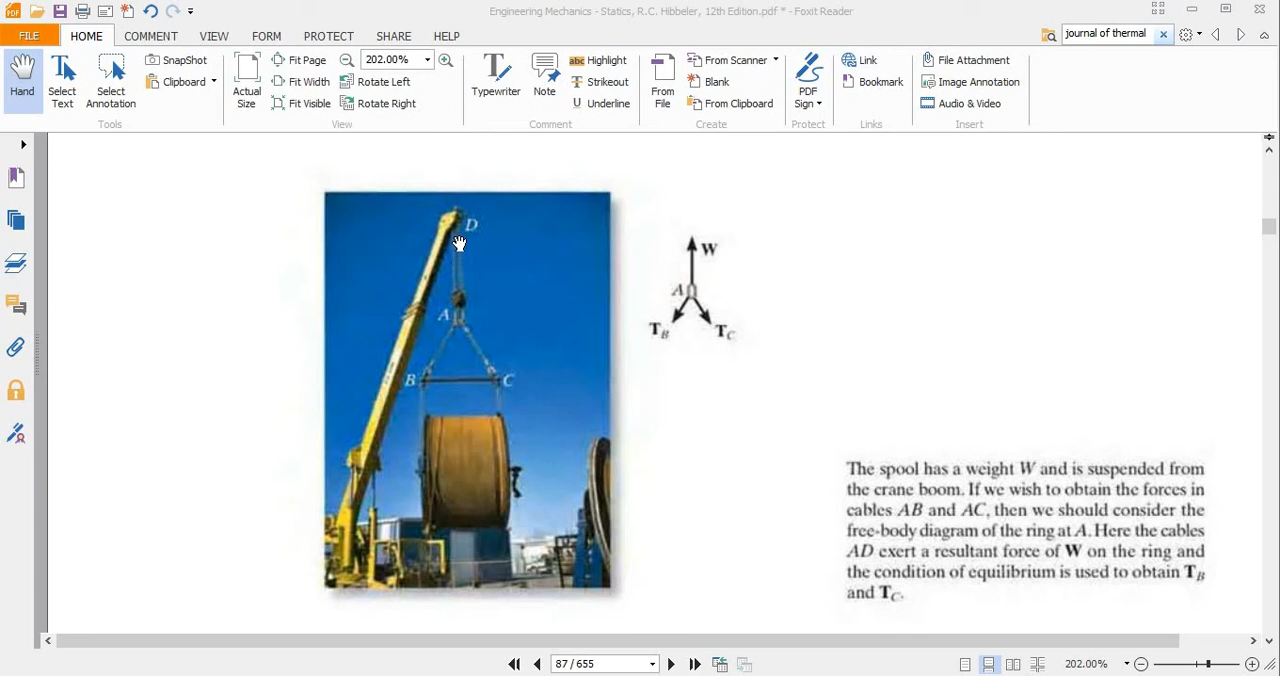 Engineering Mechanics - Statics, R.C. Hibbeler, 12th Edition.pdf * - Foxit Reader
FILE HOME COMMENT VIEW FORM PROTECT SHARE HELP
journal of thermal
Hand
Select Text
Select Annotation
SnapShot
Clipboard
Tools
Actual Size
Fit Page
Fit Width
Fit Visible
202.00%
Rotate Left
Rotate Right
View
Typewriter
Note
abc Highlight
Strikeout
U Underline
Comment
From File
From Scanner
Blank
From Clipboard
Create
PDF Sign
Protect
Link
Bookmark
Links
File Attachment
Image Annotation
Audio & Video
Insert
D
A
B
C
W
A
TB
TC
The spool has a weight W and is suspended from
the crane boom. If we wish to obtain the forces in
cables AB and AC, then we should consider the
free-body diagram of the ring at A. Here the cables
AD exert a resultant force of W on the ring and
the condition of equilibrium is used to obtain TB
and TC.
87 / 655
202.00%